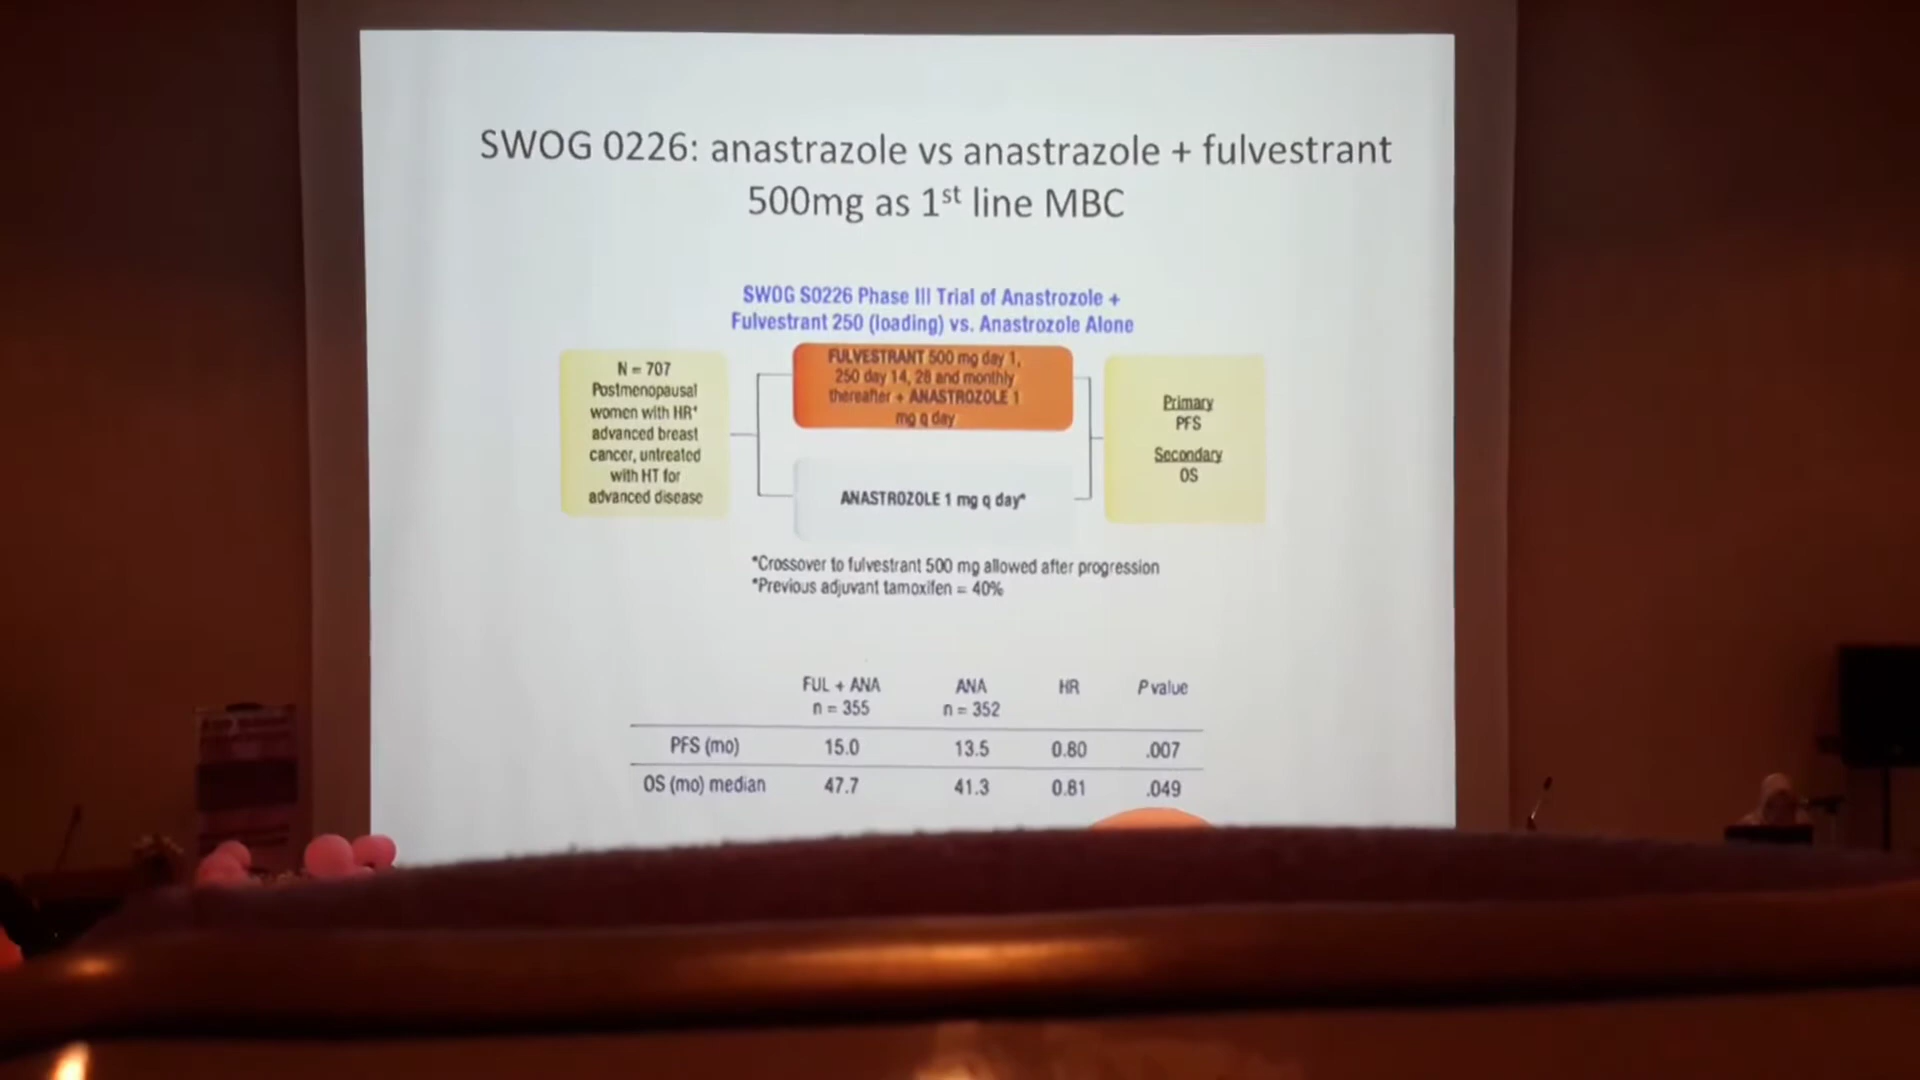 SWOG 0226: anastrazole vs anastrazole + fulvestrant
500mg as 1st line MBC
SWOG S0226 Phase III Trial of Anastrozole +
Fulvestrant 250 (loading) vs. Anastrozole Alone
N = 707
Postmenopausal
women with HR+
advanced breast
cancer, untreated
with HT for
advanced disease
FULVESTRANT 500 mg day 1,
250 day 14, 28 and monthly
thereafter + ANASTROZOLE 1
mg q day
ANASTROZOLE 1 mg q day*
Primary
PFS
Secondary
OS
*Crossover to fulvestrant 500 mg allowed after progression
*Previous adjuvant tamoxifen = 40%
FUL + ANA ANA HR P value
n = 355 n = 352
PFS (mo) 15.0 13.5 0.80 .007
OS (mo) median 47.7 41.3 0.81 .049